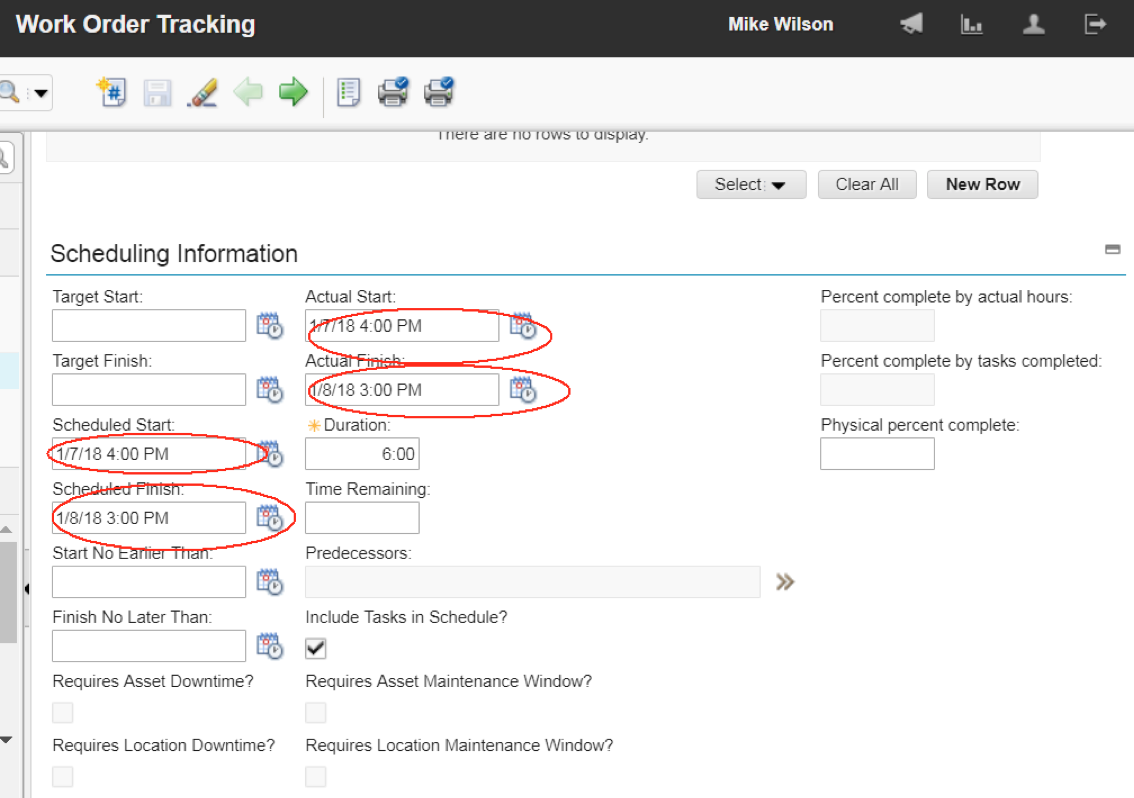 Work Order Tracking
Mike Wilson
There are no rows to display.
Select
Clear All
New Row
Scheduling Information
Target Start:
Actual Start:
Percent complete by actual hours:
1/7/18 4:00 PM
Target Finish:
Actual Finish:
Percent complete by tasks completed:
1/8/18 3:00 PM
Scheduled Start:
Duration:
Physical percent complete:
1/7/18 4:00 PM
6:00
Scheduled Finish:
Time Remaining:
1/8/18 3:00 PM
Start No Earlier Than:
Predecessors:
Finish No Later Than:
Include Tasks in Schedule?
Requires Asset Downtime?
Requires Asset Maintenance Window?
Requires Location Downtime?
Requires Location Maintenance Window?